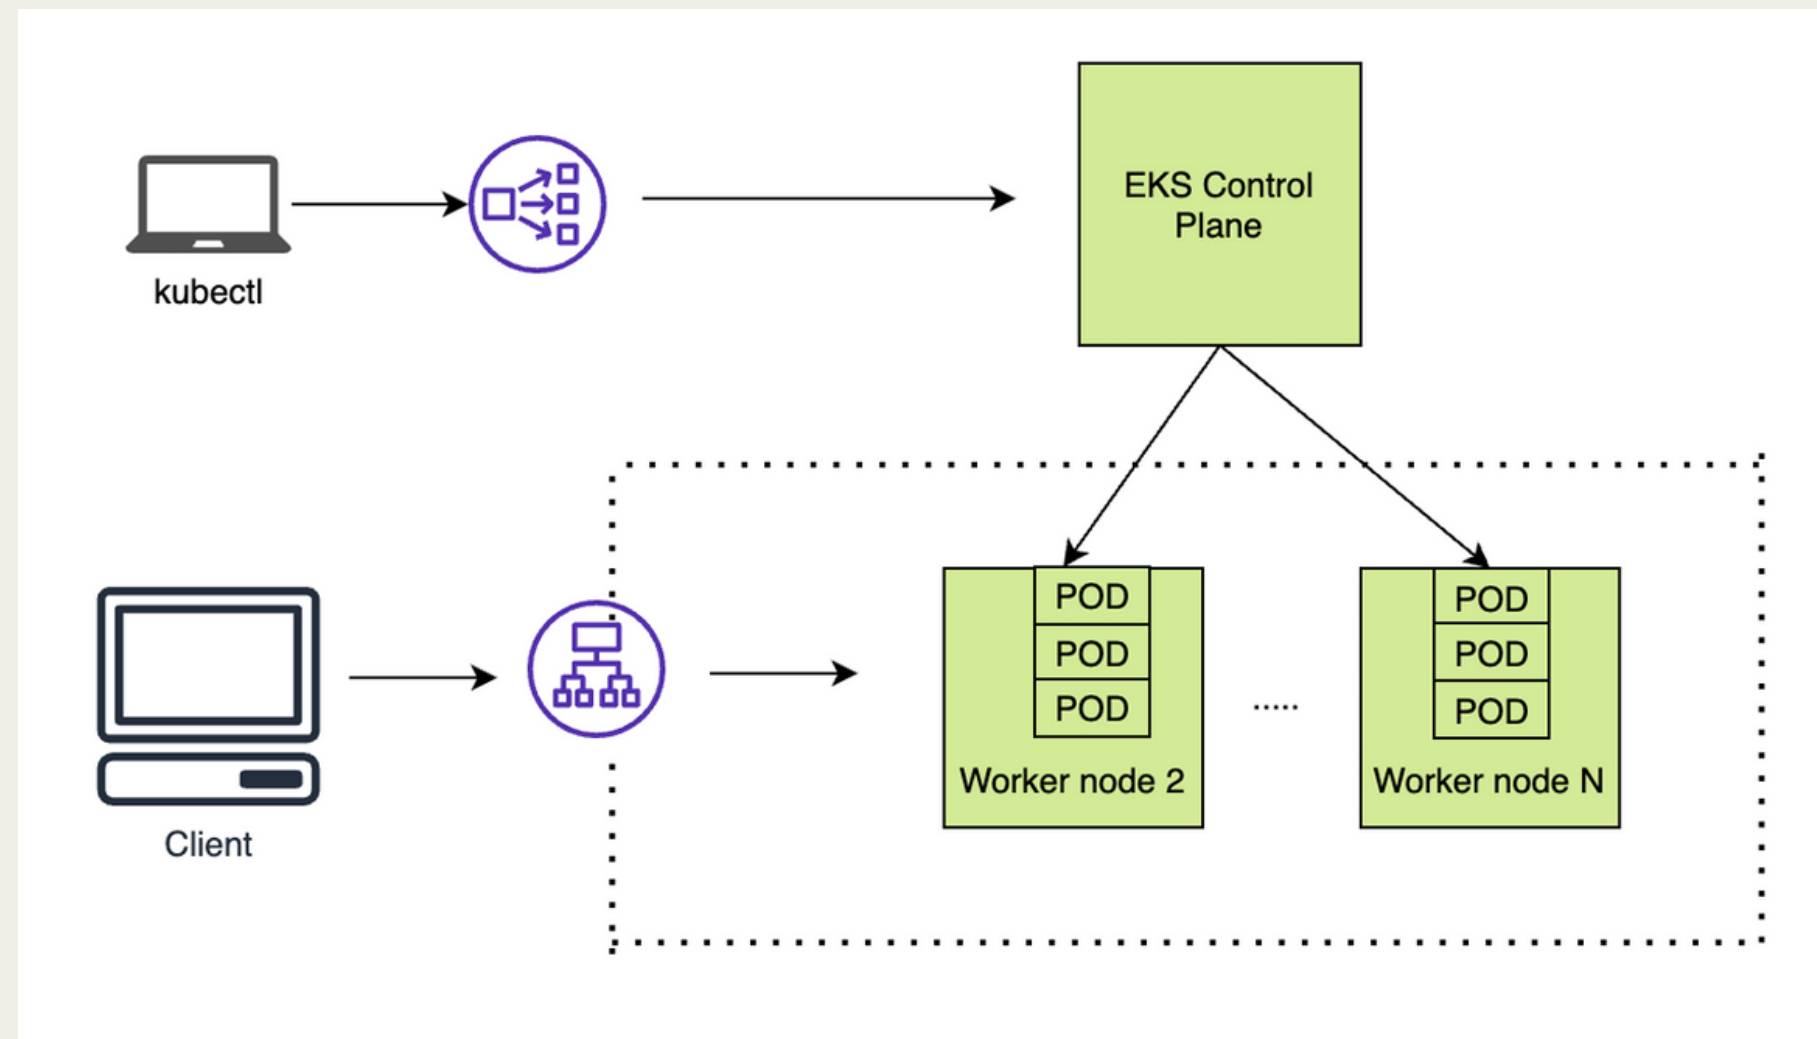 EKS Control
Plane
kubectl
POD
POD
POD
Worker node 2
.....
POD
POD
POD
Worker node N
Client